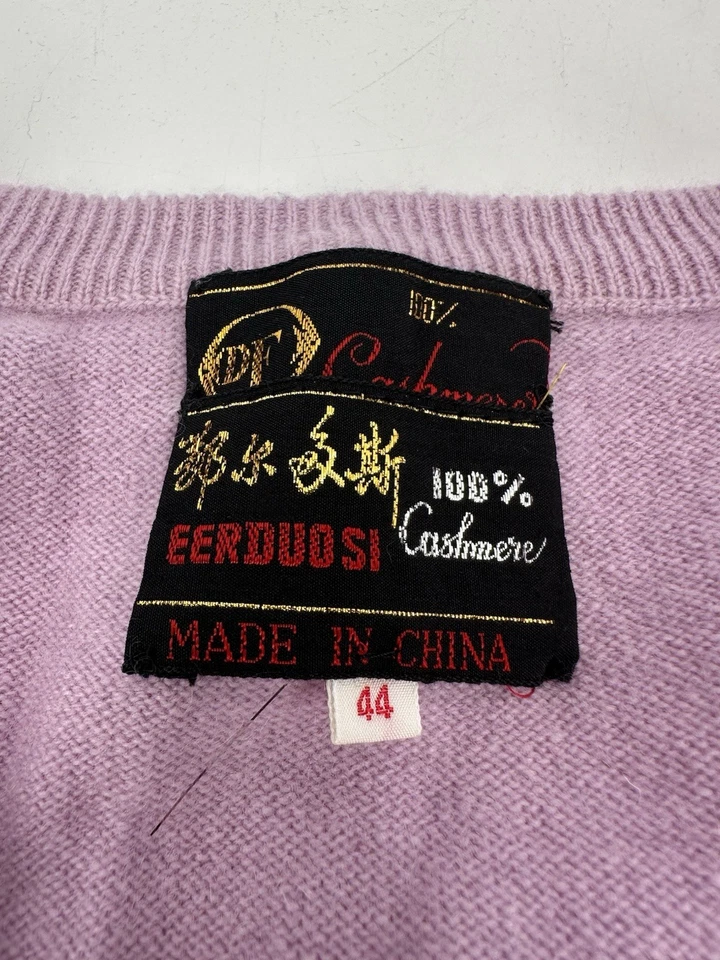 100%
DF Cashmere
鄂尔多斯
100%
EERDUOSI
Cashmere
MADE IN CHINA
44